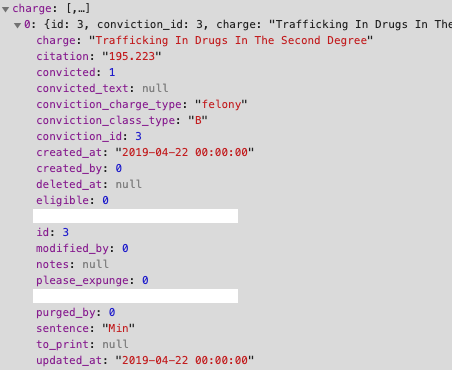 charge: [,…]
0: {id: 3, conviction_id: 3, charge: "Trafficking In Drugs In The
charge: "Trafficking In Drugs In The Second Degree"
citation: "195.223"
convicted: 1
convicted_text: null
conviction_charge_type: "felony"
conviction_class_type: "B"
conviction_id: 3
created_at: "2019-04-22 00:00:00"
created_by: 0
deleted_at: null
eligible: 0
id: 3
modified_by: 0
notes: null
please_expunge: 0
purged_by: 0
sentence: "Min"
to_print: null
updated_at: "2019-04-22 00:00:00"